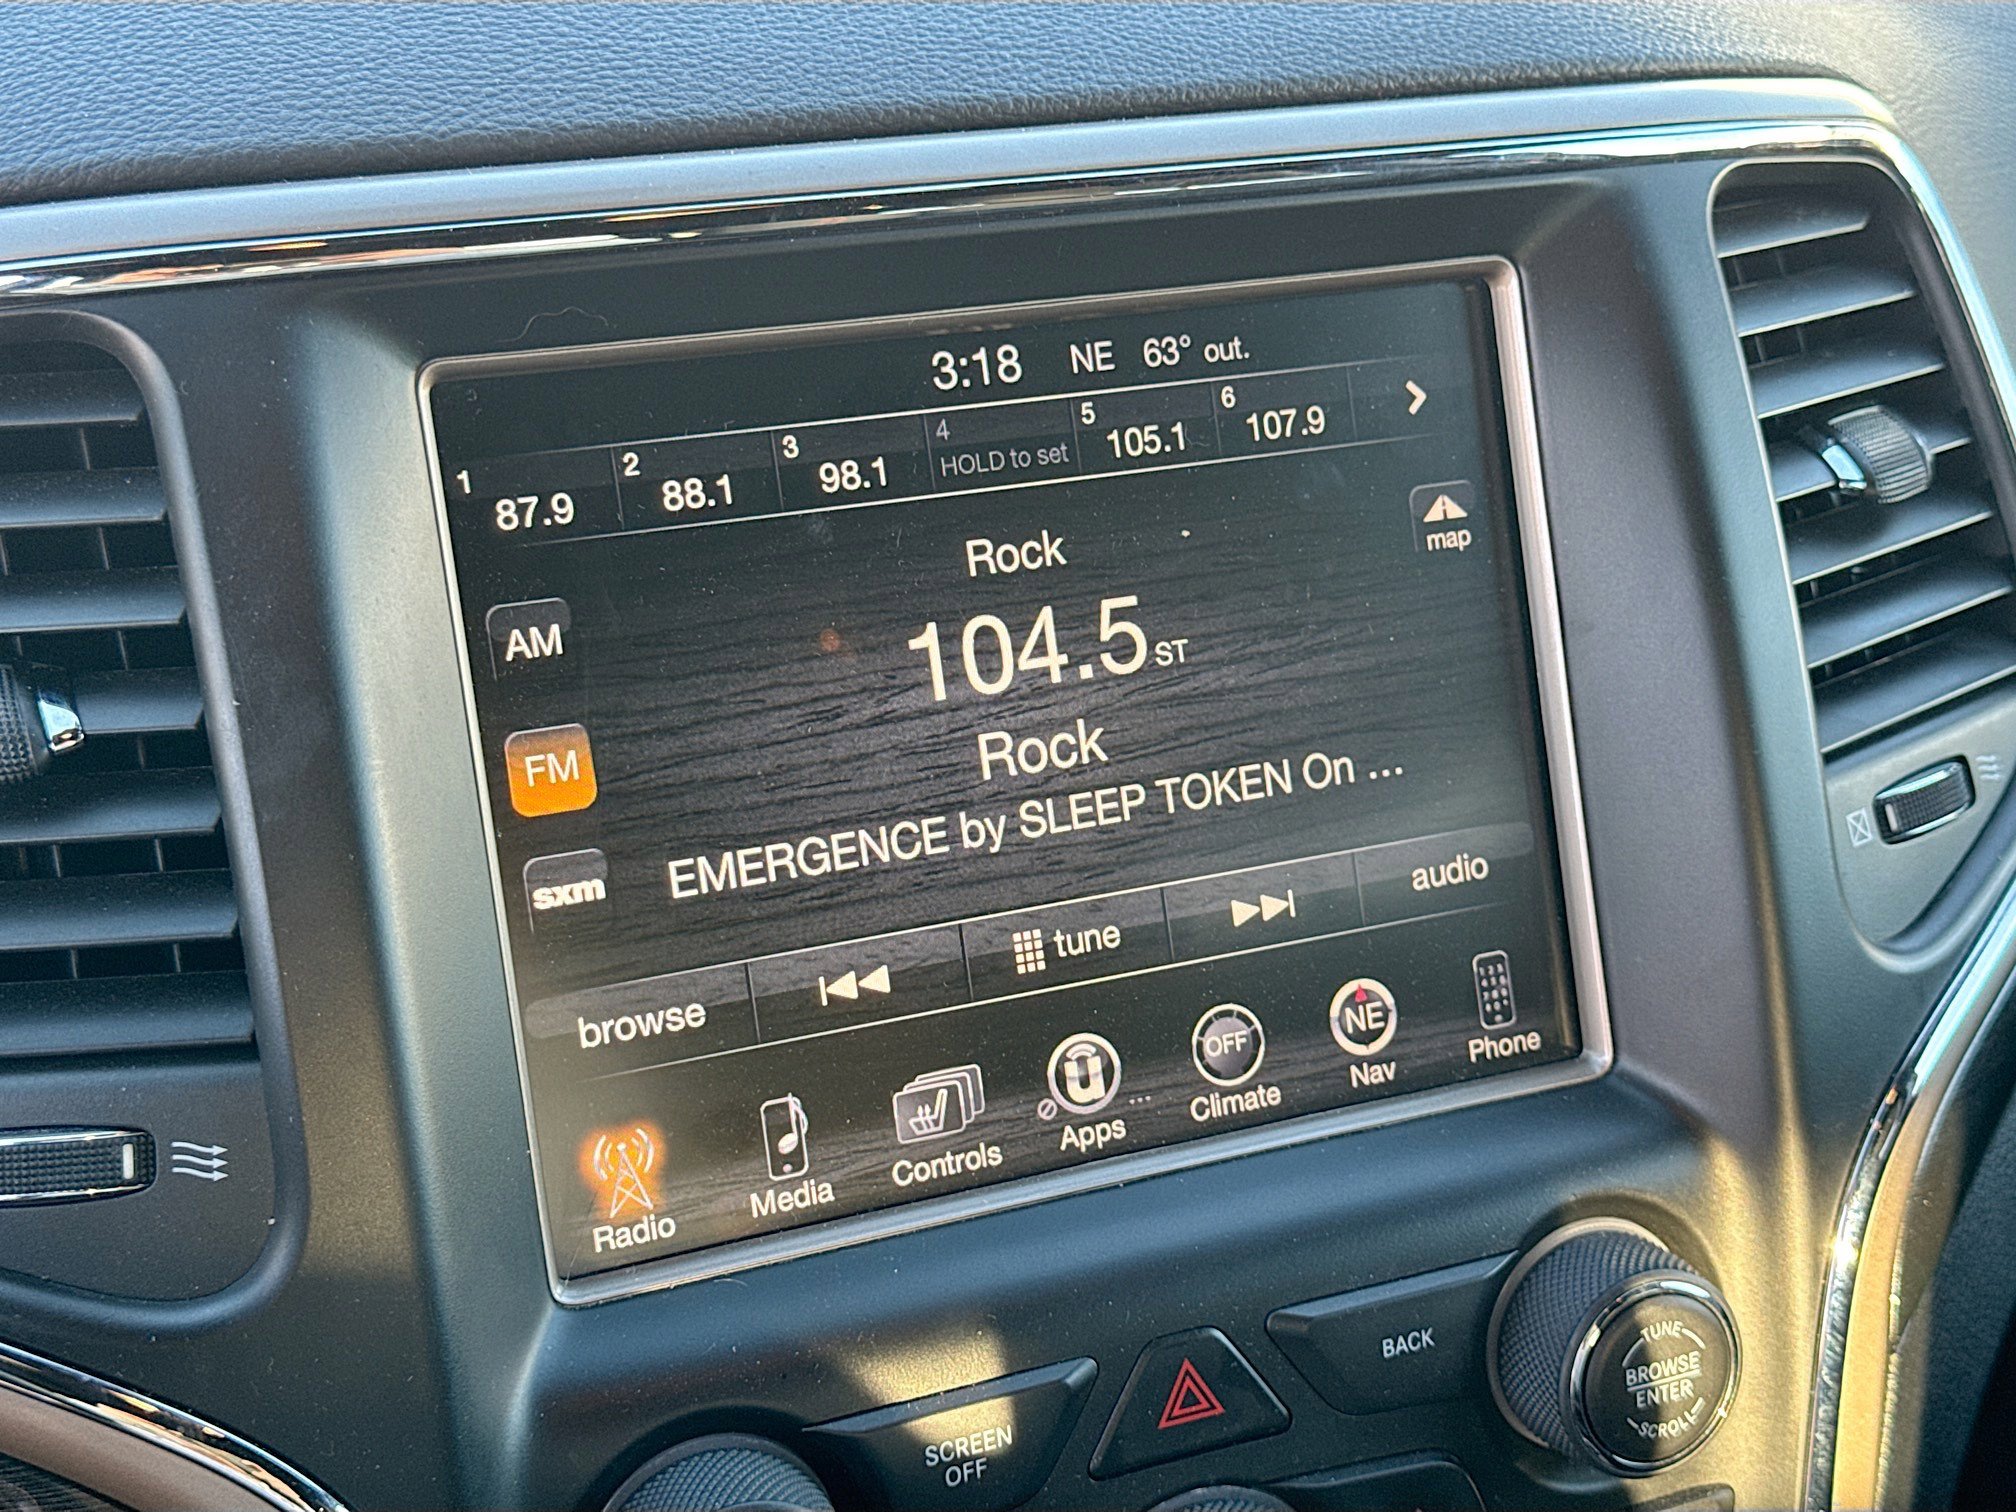 3:18 NE 63° out.
1 87.9 2 88.1 3 98.1 4 HOLD to set 5 105.1 6 107.9
map
Rock
AM
104.5 ST
FM
Rock
EMERGENCE by SLEEP TOKEN On ...
sxm
browse tune audio
OFF
NE
Radio Media Controls Apps ... Climate Nav Phone
SCREEN
OFF
BACK
TUNE
BROWSE
ENTER
SCROLL